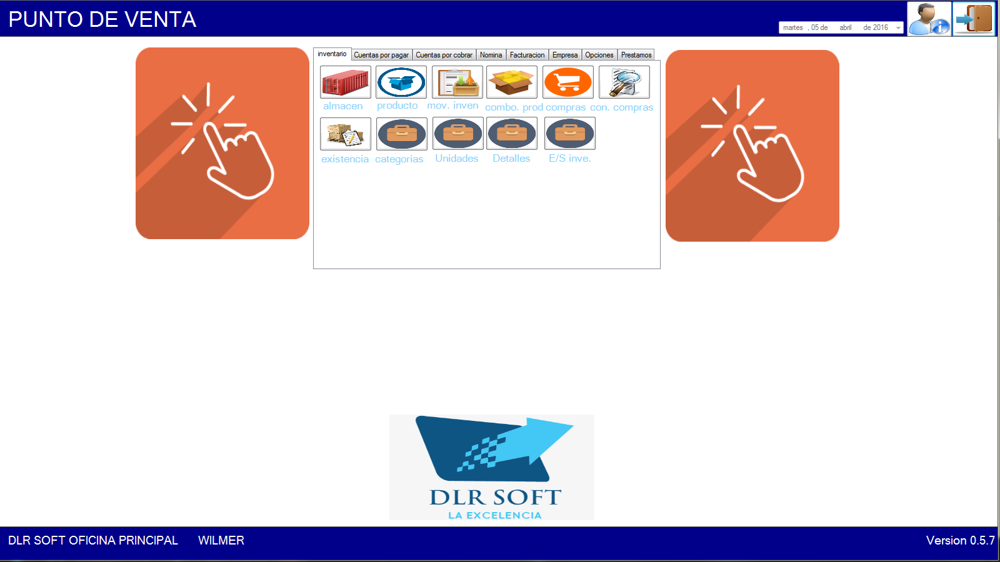 PUNTO DE VENTA
martes , 05 de abril de 2016
inventario Cuentas por pagar Cuentas por cobrar Nomina Facturacion Empresa Opciones Prestamos
almacen producto mov. inven combo. prod compras con. compras
existencia categorias Unidades Detalles E/S inve.
DLR SOFT
LA EXCELENCIA
DLR SOFT OFICINA PRINCIPAL WILMER Version 0.5.7